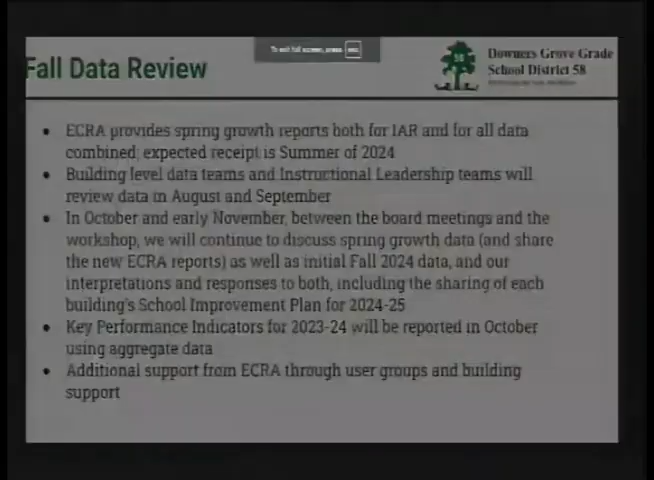 To exit full screen, press esc
Fall Data Review
58
Downers Grove Grade
School District 58
• ECRA provides spring growth reports both for IAR and for all data
combined; expected receipt is Summer of 2024
• Building level data teams and Instructional Leadership teams will
review data in August and September
• In October and early November, between the board meetings and the
workshop, we will continue to discuss spring growth data (and share
the new ECRA reports) as well as initial Fall 2024 data, and our
interpretations and responses to both, including the sharing of each
building's School Improvement Plan for 2024-25
• Key Performance Indicators for 2023-24 will be reported in October
using aggregate data
• Additional support from ECRA through user groups and building
support